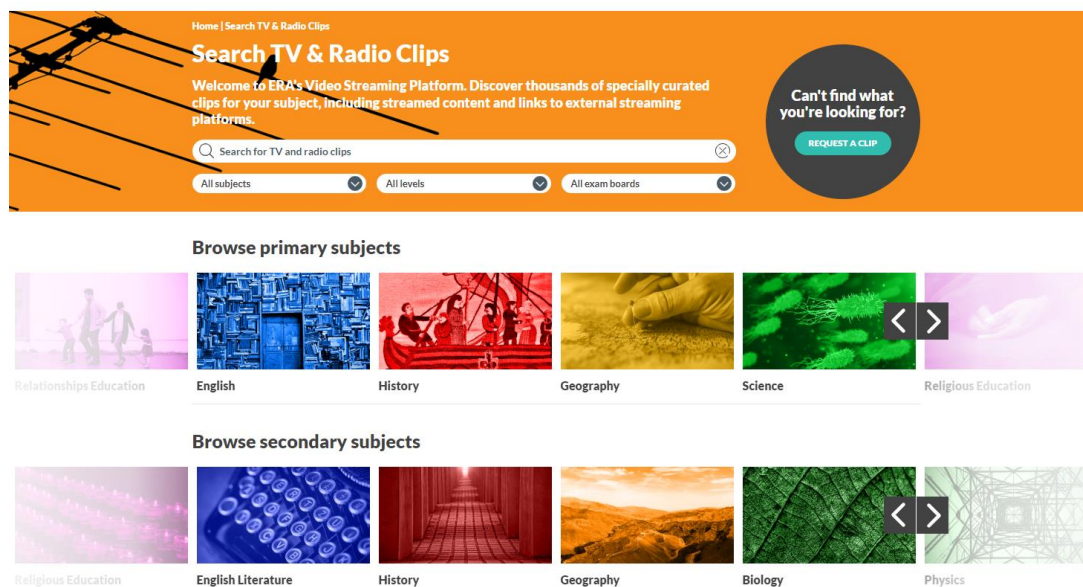 Home | Search TV & Radio Clips
Search TV & Radio Clips
Welcome to ERA's Video Streaming Platform. Discover thousands of specially curated
clips for your subject, including streamed content and links to external streaming
platforms.
Search for TV and radio clips
All subjects
All levels
All exam boards
Can't find what
you're looking for?
REQUEST A CLIP
Browse primary subjects
Relationships Education
English
History
Geography
Science
Religious Education
Browse secondary subjects
Religious Education
English Literature
History
Geography
Biology
Physics